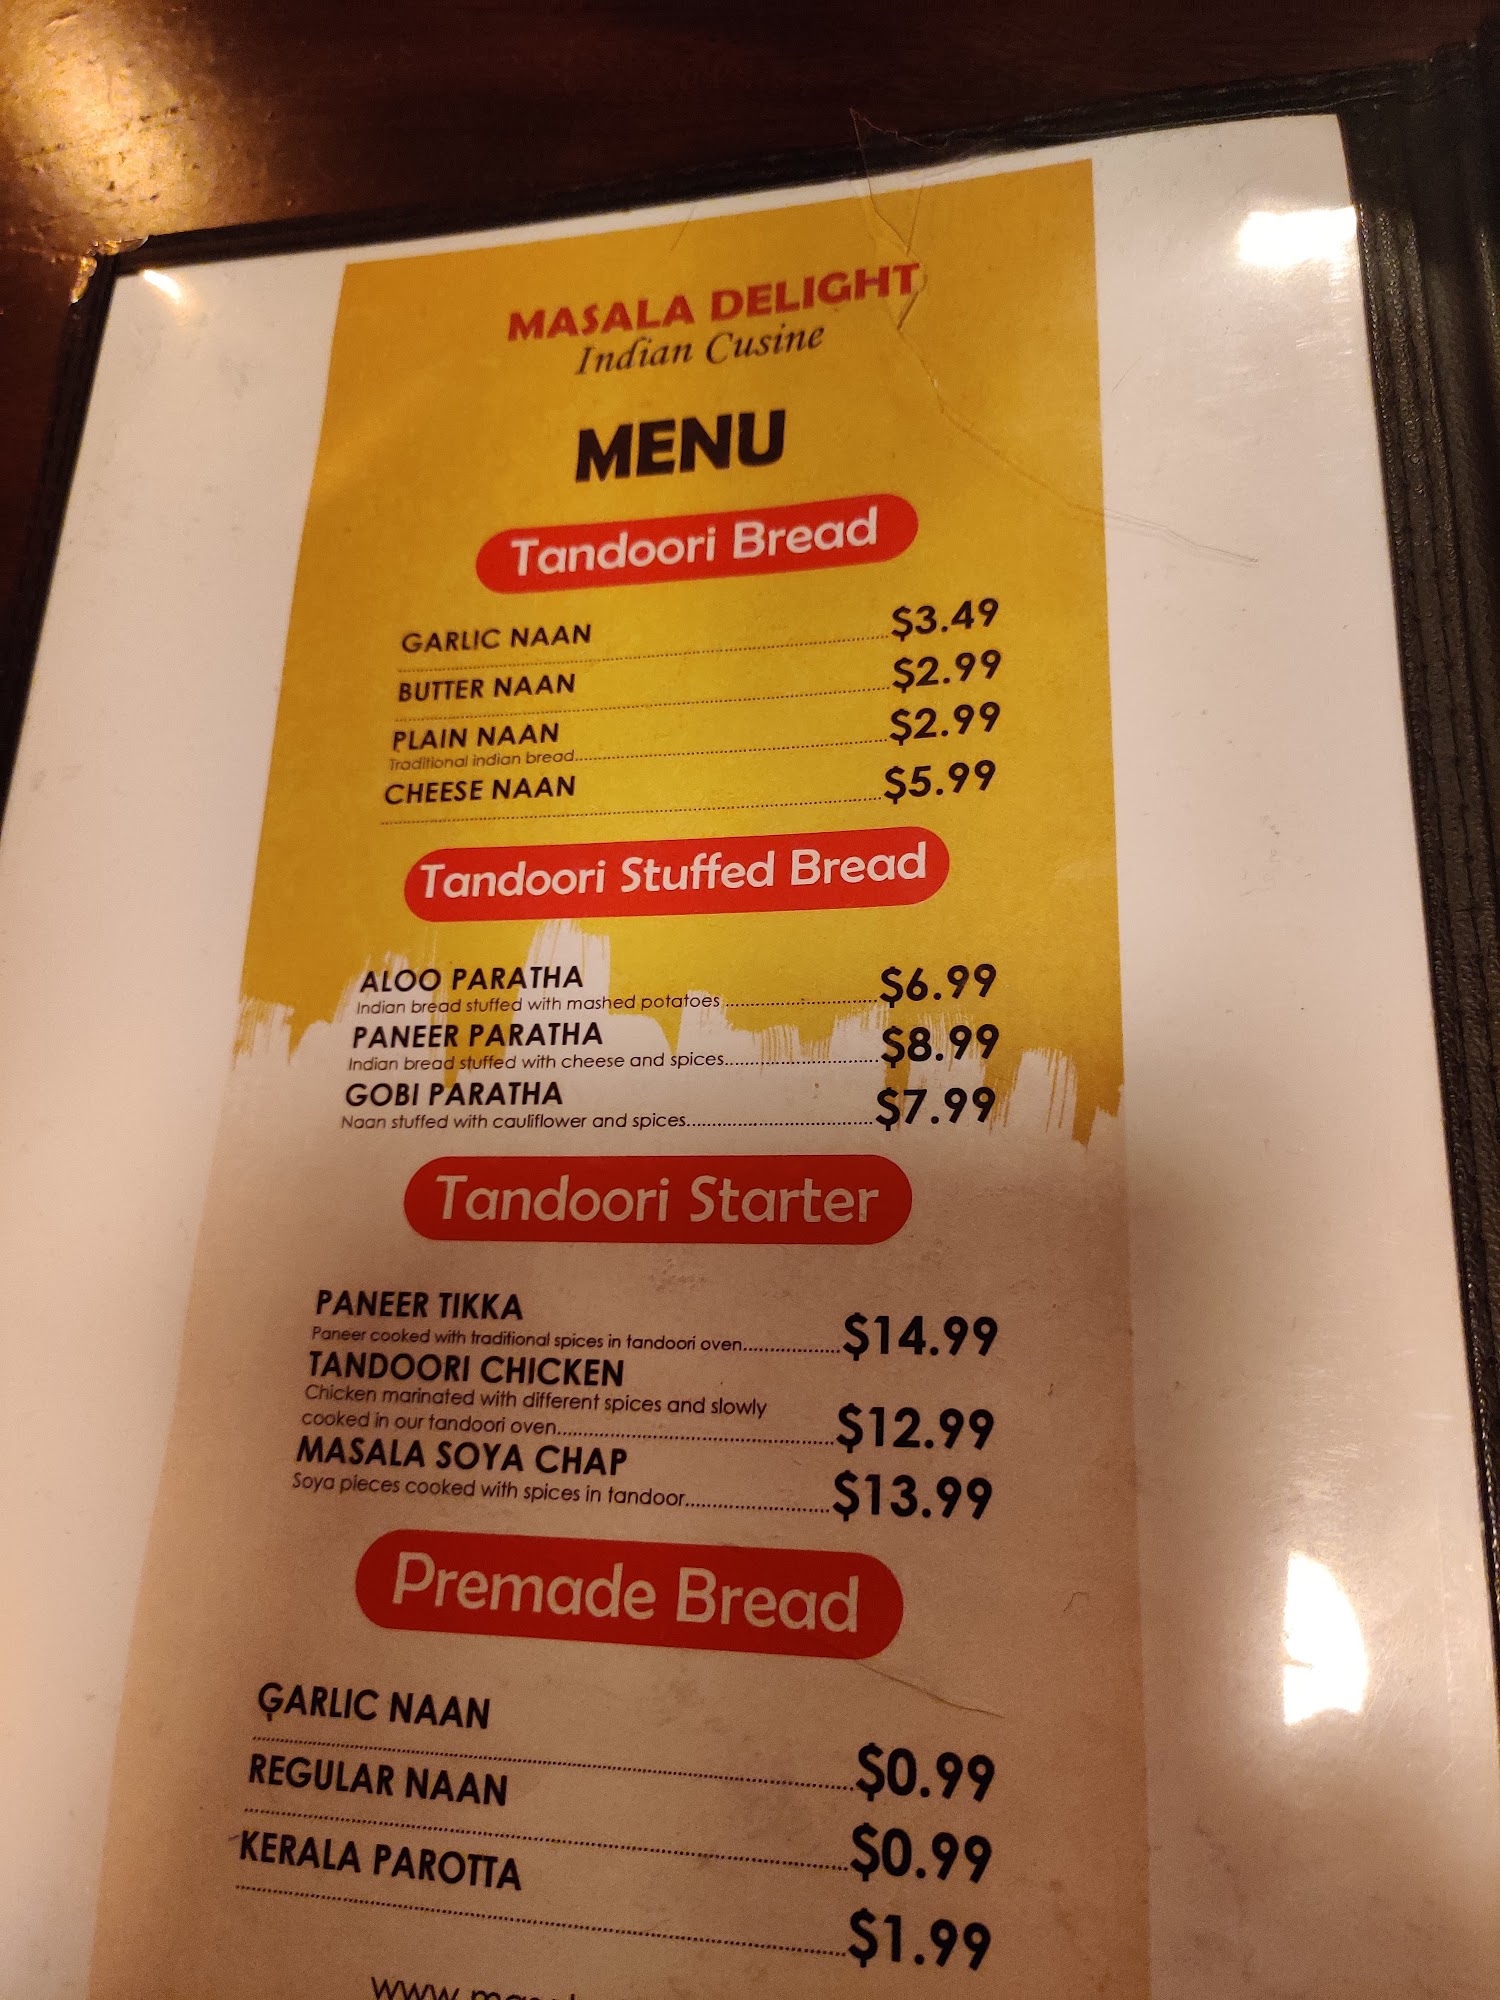 MASALA DELIGHT
Indian Cusine
MENU
Tandoori Bread
GARLIC NAAN $3.49
BUTTER NAAN $2.99
PLAIN NAAN
Traditional indian bread $2.99
CHEESE NAAN $5.99
Tandoori Stuffed Bread
ALOO PARATHA
Indian bread stuffed with mashed potatoes $6.99
PANEER PARATHA
Indian bread stuffed with cheese and spices $8.99
GOBI PARATHA
Naan stuffed with cauliflower and spices $7.99
Tandoori Starter
PANEER TIKKA
Paneer cooked with traditional spices in tandoori oven $14.99
TANDOORI CHICKEN
Chicken marinated with different spices and slowly
cooked in our tandoori oven $12.99
MASALA SOYA CHAP
Soya pieces cooked with spices in tandoor $13.99
Premade Bread
GARLIC NAAN $0.99
REGULAR NAAN $0.99
KERALA PAROTTA $1.99